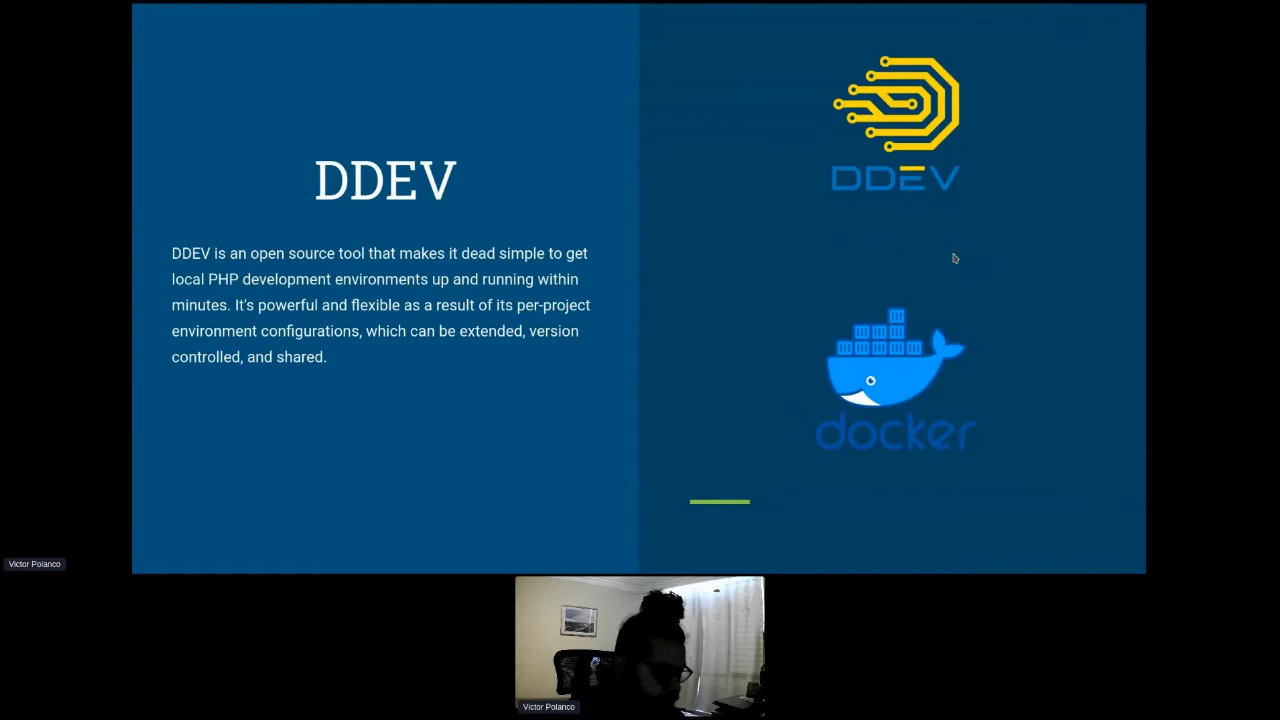 DDEV
DDEV is an open source tool that makes it dead simple to get
local PHP development environments up and running within
minutes. It's powerful and flexible as a result of its per-project
environment configurations, which can be extended, version
controlled, and shared.
DDEV
docker
Victor Polanco
Victor Polanco